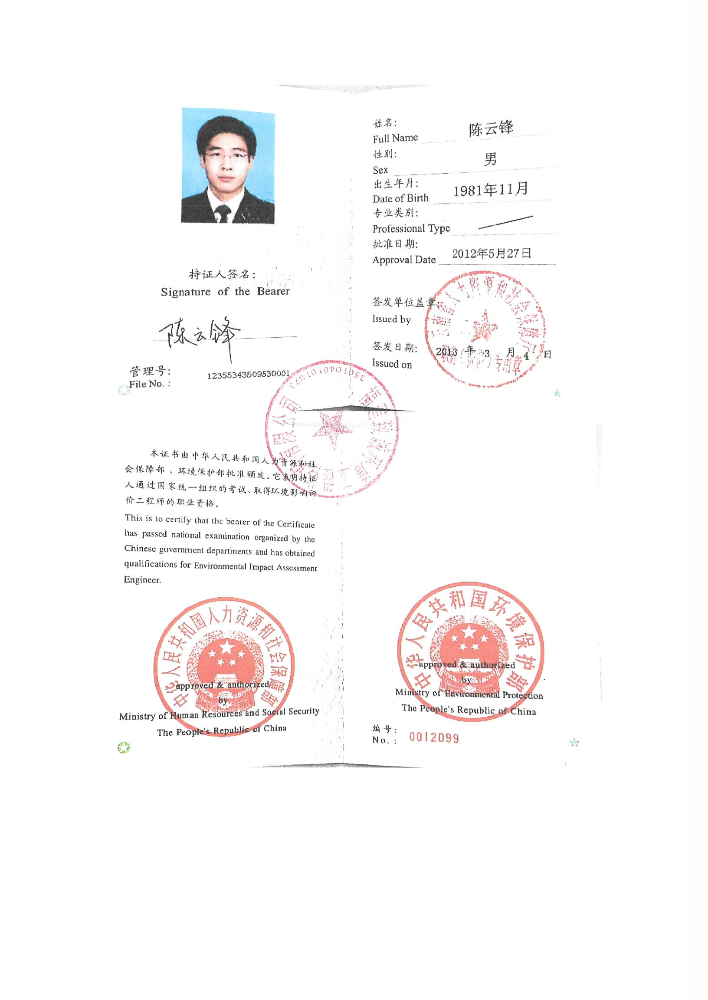 姓名：
陈云锋
Full Name
性别：
男
Sex
出生年月：
1981年11月
Date of Birth
专业类别：
Professional Type
批准日期：
2012年5月27日
Approval Date
持证人签名：
Signature of the Bearer
陈云锋
管理号：
12355343509530001
File No. :
签发单位盖章：
Issued by
人力资源和社会保障厅
专用章
签发日期：
2013 年 3 月 4 日
Issued on
3501040101873
环境工程
有限公司
本证书由中华人民共和国人力资源和社
会保障部、环境保护部批准颁发。它表明持证
人通过国家统一组织的考试、取得环境影响评
价工程师的职业资格。
This is to certify that the bearer of the Certificate
has passed national examination organized by the
Chinese government departments and has obtained
qualifications for Environmental Impact Assessment
Engineer.
中华人民共和国人力资源和社会保障部
approved & authorized
by
Ministry of Human Resources and Social Security
The People's Republic of China
中华人民共和国环境保护部
approved & authorized
by
Ministry of Environmental Protection
The People's Republic of China
编号：
No. : 0012099